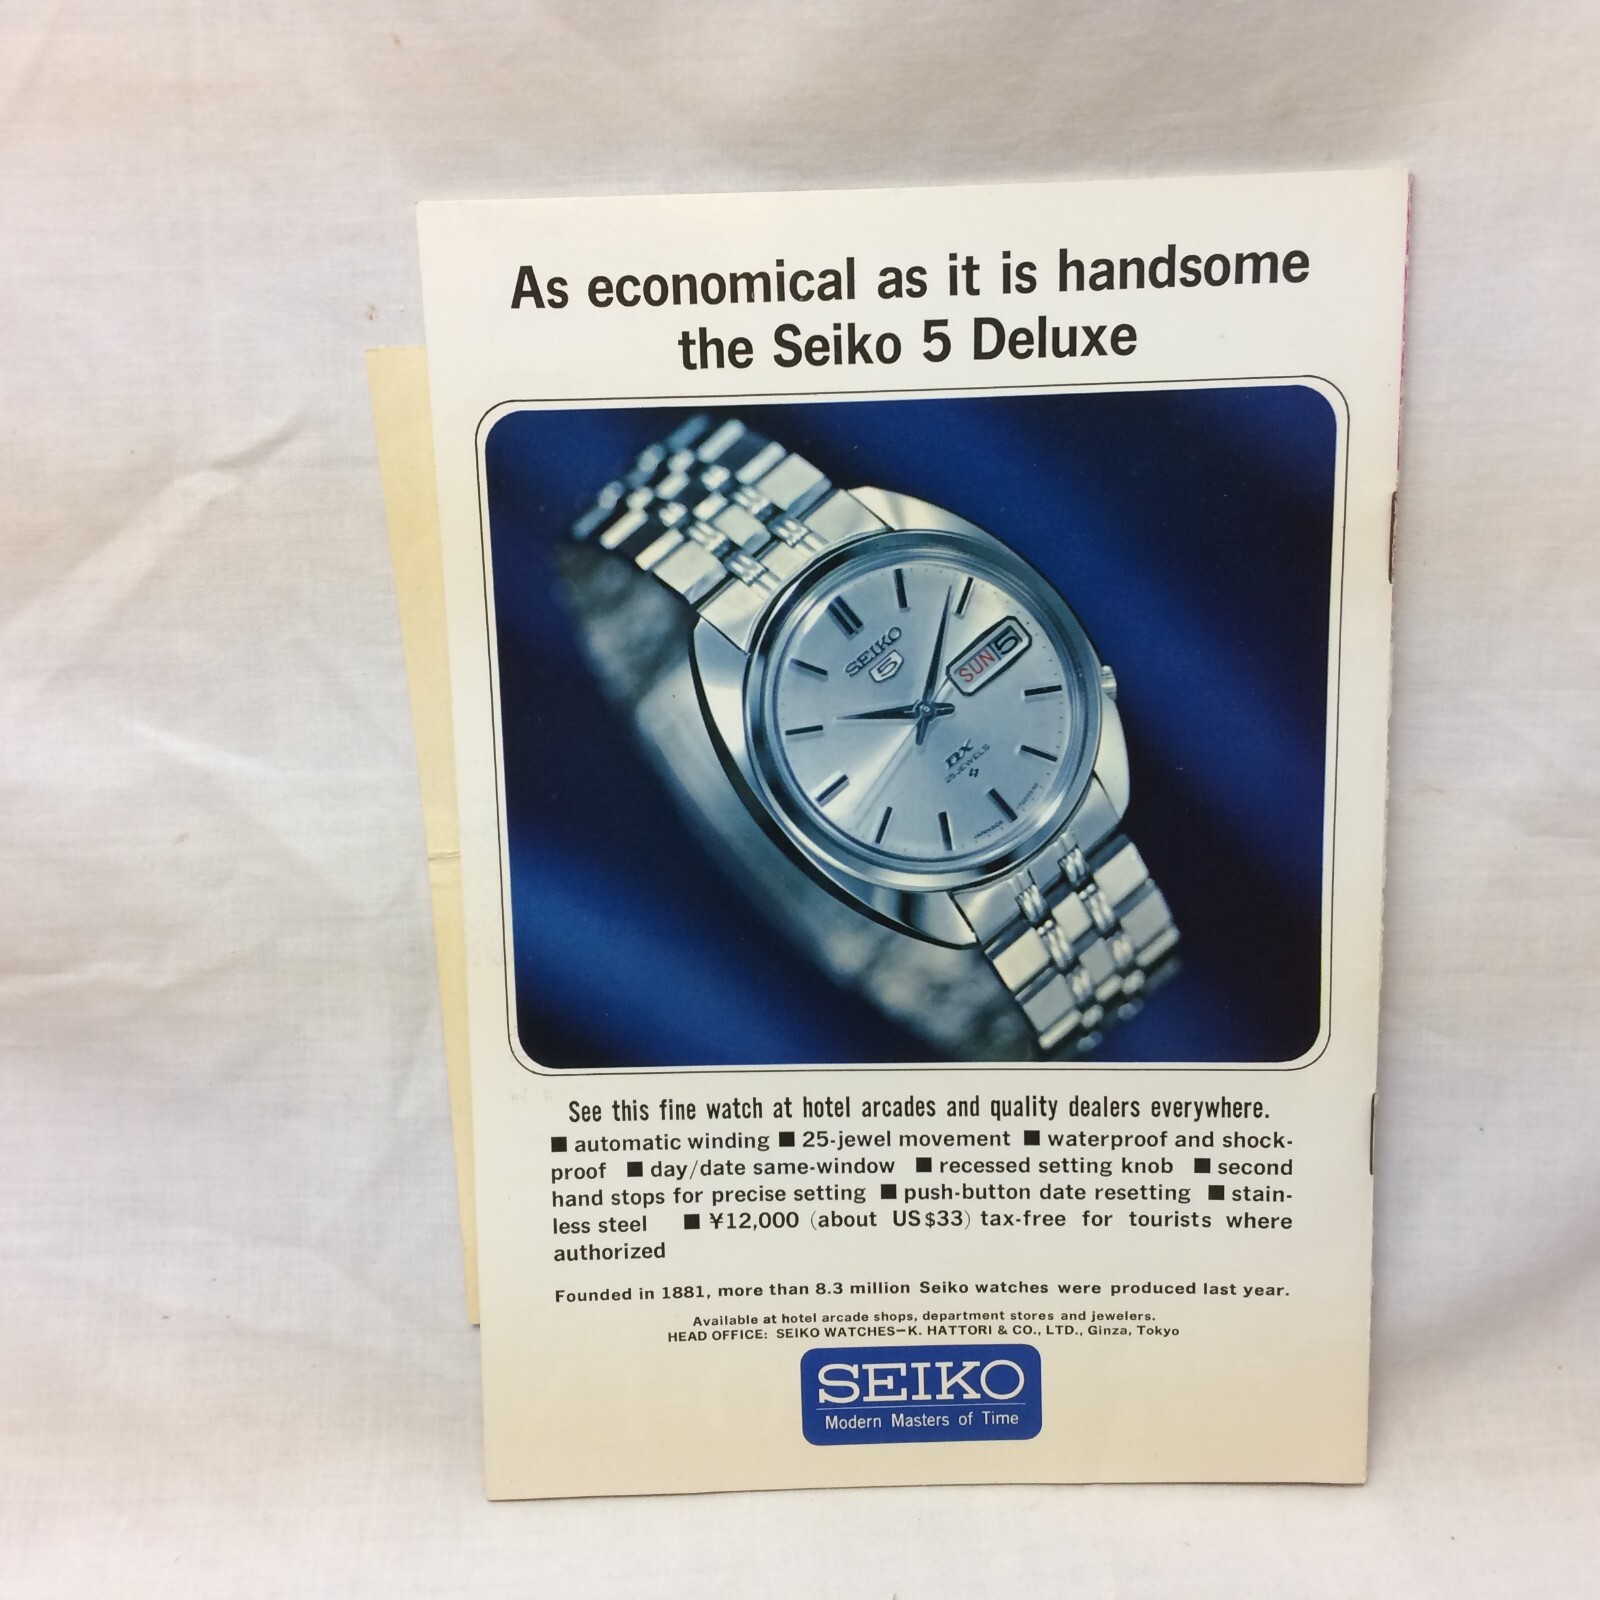 As economical as it is handsome
the Seiko 5 Deluxe
SEIKO
5
SUN 5
DX
25 JEWELS
See this fine watch at hotel arcades and quality dealers everywhere.
■ automatic winding ■ 25-jewel movement ■ waterproof and shock-
proof ■ day/date same-window ■ recessed setting knob ■ second
hand stops for precise setting ■ push-button date resetting ■ stain-
less steel ■ ¥12,000 (about US$33) tax-free for tourists where
authorized
Founded in 1881, more than 8.3 million Seiko watches were produced last year.
Available at hotel arcade shops, department stores and jewelers.
HEAD OFFICE: SEIKO WATCHES—K. HATTORI & CO., LTD., Ginza, Tokyo
SEIKO
Modern Masters of Time